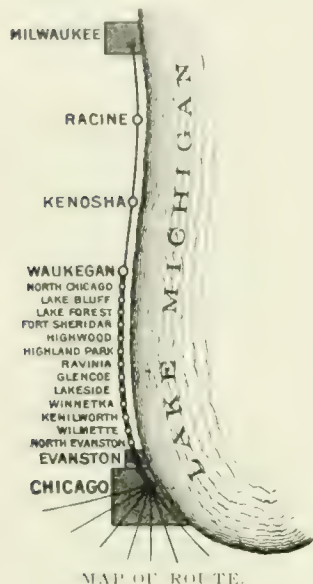 MILWAUKEE
RACINE
KENOSHA
WAUKEGAN
NORTH CHICAGO
LAKE BLUFF
LAKE FOREST
FORT SHERIDAR
HIGHWOOD
HIGHLAND PARK
RAVINIA
GLENCOE
LAKESIDE
WINNETKA
KENILWORTH
WILMETTE
NORTH EVANSTON
EVANSTON
CHICAGO
LAKE MICHIGAN
MAP OF ROUTE.